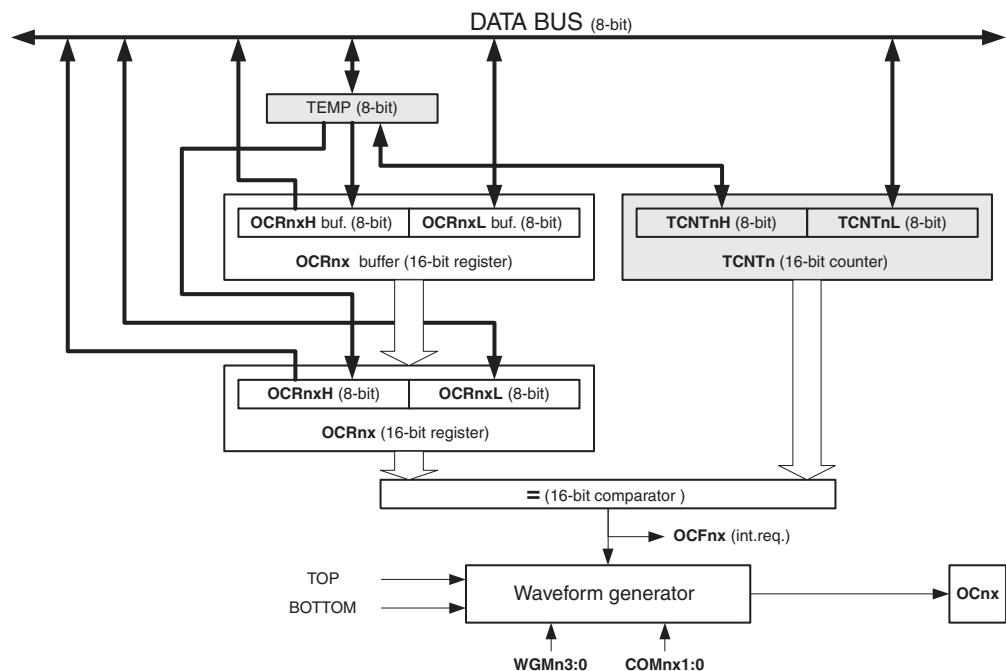 DATA BUS (8-bit)
TEMP (8-bit)
OCRnxH buf. (8-bit) OCRnxL buf. (8-bit)
OCRnx buffer (16-bit register)
TCNTnH (8-bit) TCNTnL (8-bit)
TCNTn (16-bit counter)
OCRnxH (8-bit) OCRnxL (8-bit)
OCRnx (16-bit register)
= (16-bit comparator )
OCFnx (int.req.)
TOP
BOTTOM
Waveform generator
OCnx
WGMn3:0 COMnx1:0